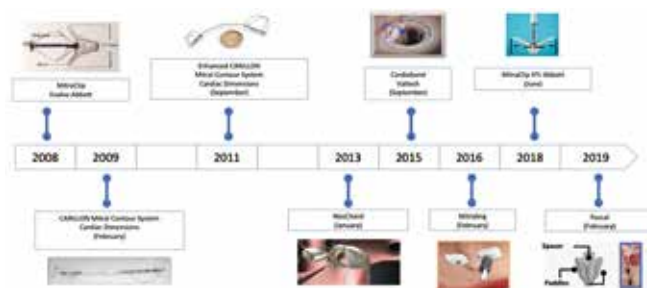 MitraClip
Evalve Abbott
Enhanced CARILLON
Mitral Contour System
Cardiac Dimensions
(September)
Cardioband
Valtech
(September)
MitraClip XTr Abbott
(June)
2008
2009
2011
2013
2015
2016
2018
2019
CARILLON Mitral Contour System
Cardiac Dimensions
(February)
NeoChord
(January)
(February)
Pascal
(February)
Spacer
Paddles